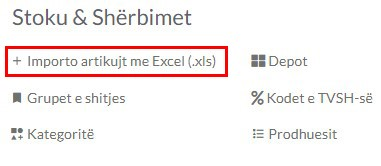 Stoku & Shërbimet
+ Importo artikujt me Excel (.xls)
Depot
Grupet e shitjes
Kodet e TVSH-së
Kategoritë
Prodhuesit